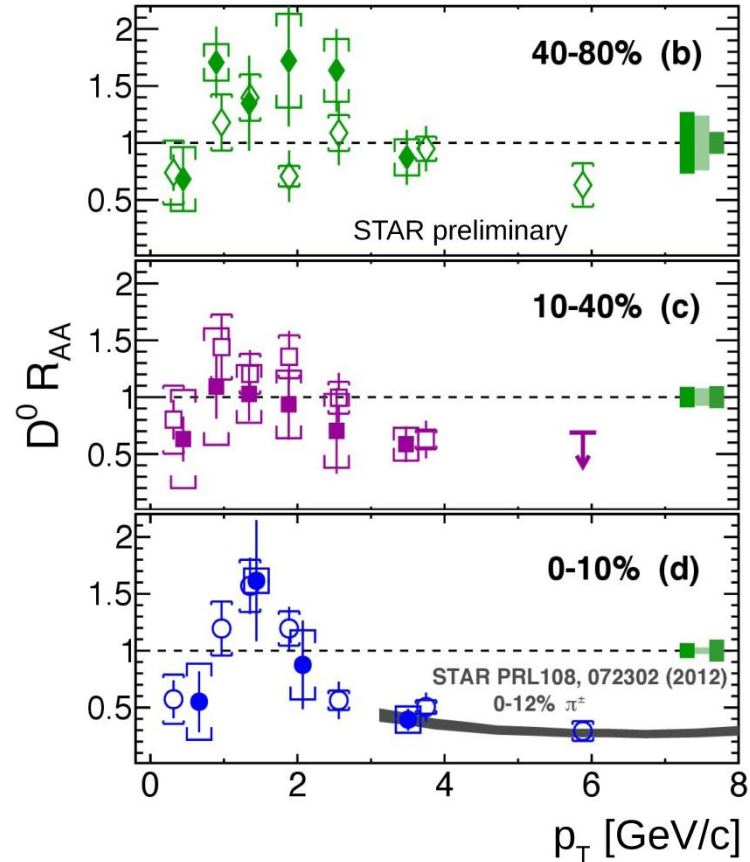 2
40-80% (b)
1.5
1
0.5
STAR preliminary
2
10-40% (c)
1.5
1
0.5
D⁰ R_AA
2
0-10% (d)
1.5
1
STAR PRL108, 072302 (2012)
0-12% π±
0.5
0 2 4 6 8
p_T [GeV/c]